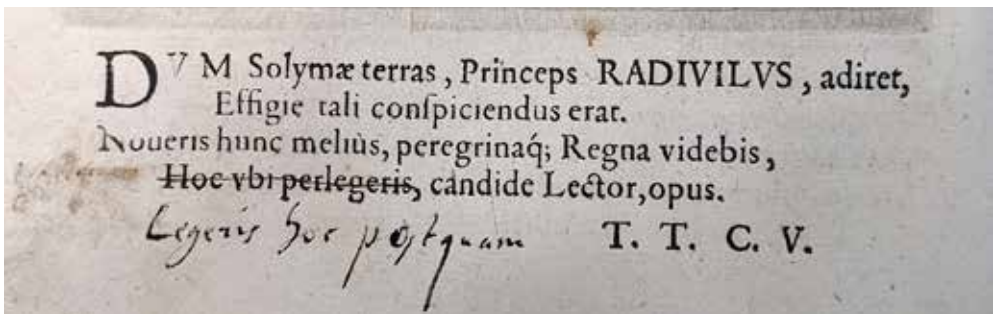 DVM Solymæ terras, Princeps RADIVILVS, adiret,
Effigie tali conſpiciendus erat.
Noueris hunc meliùs, peregrinaq́; Regna videbis,
Hoc vbi perlegeris, candide Lector, opus.
Legeris hoc postquam T. T. C. V.